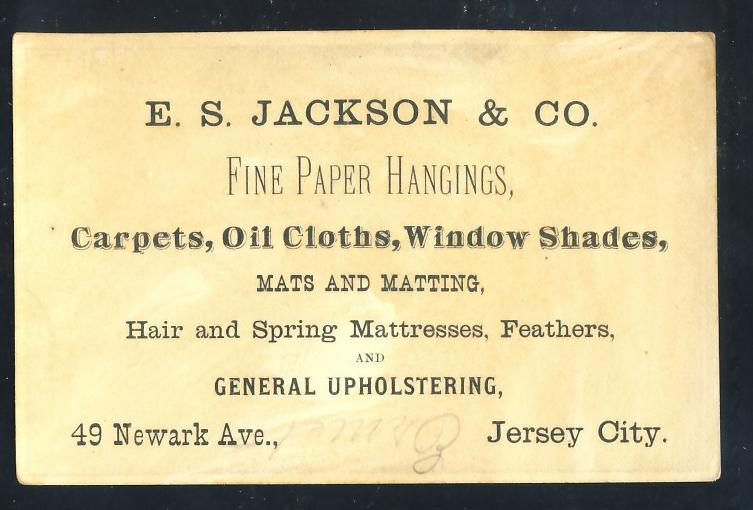 E. S. JACKSON & CO.
FINE PAPER HANGINGS,
Carpets, Oil Cloths, Window Shades,
MATS AND MATTING,
Hair and Spring Mattresses, Feathers,
AND
GENERAL UPHOLSTERING,
49 Newark Ave., Jersey City.